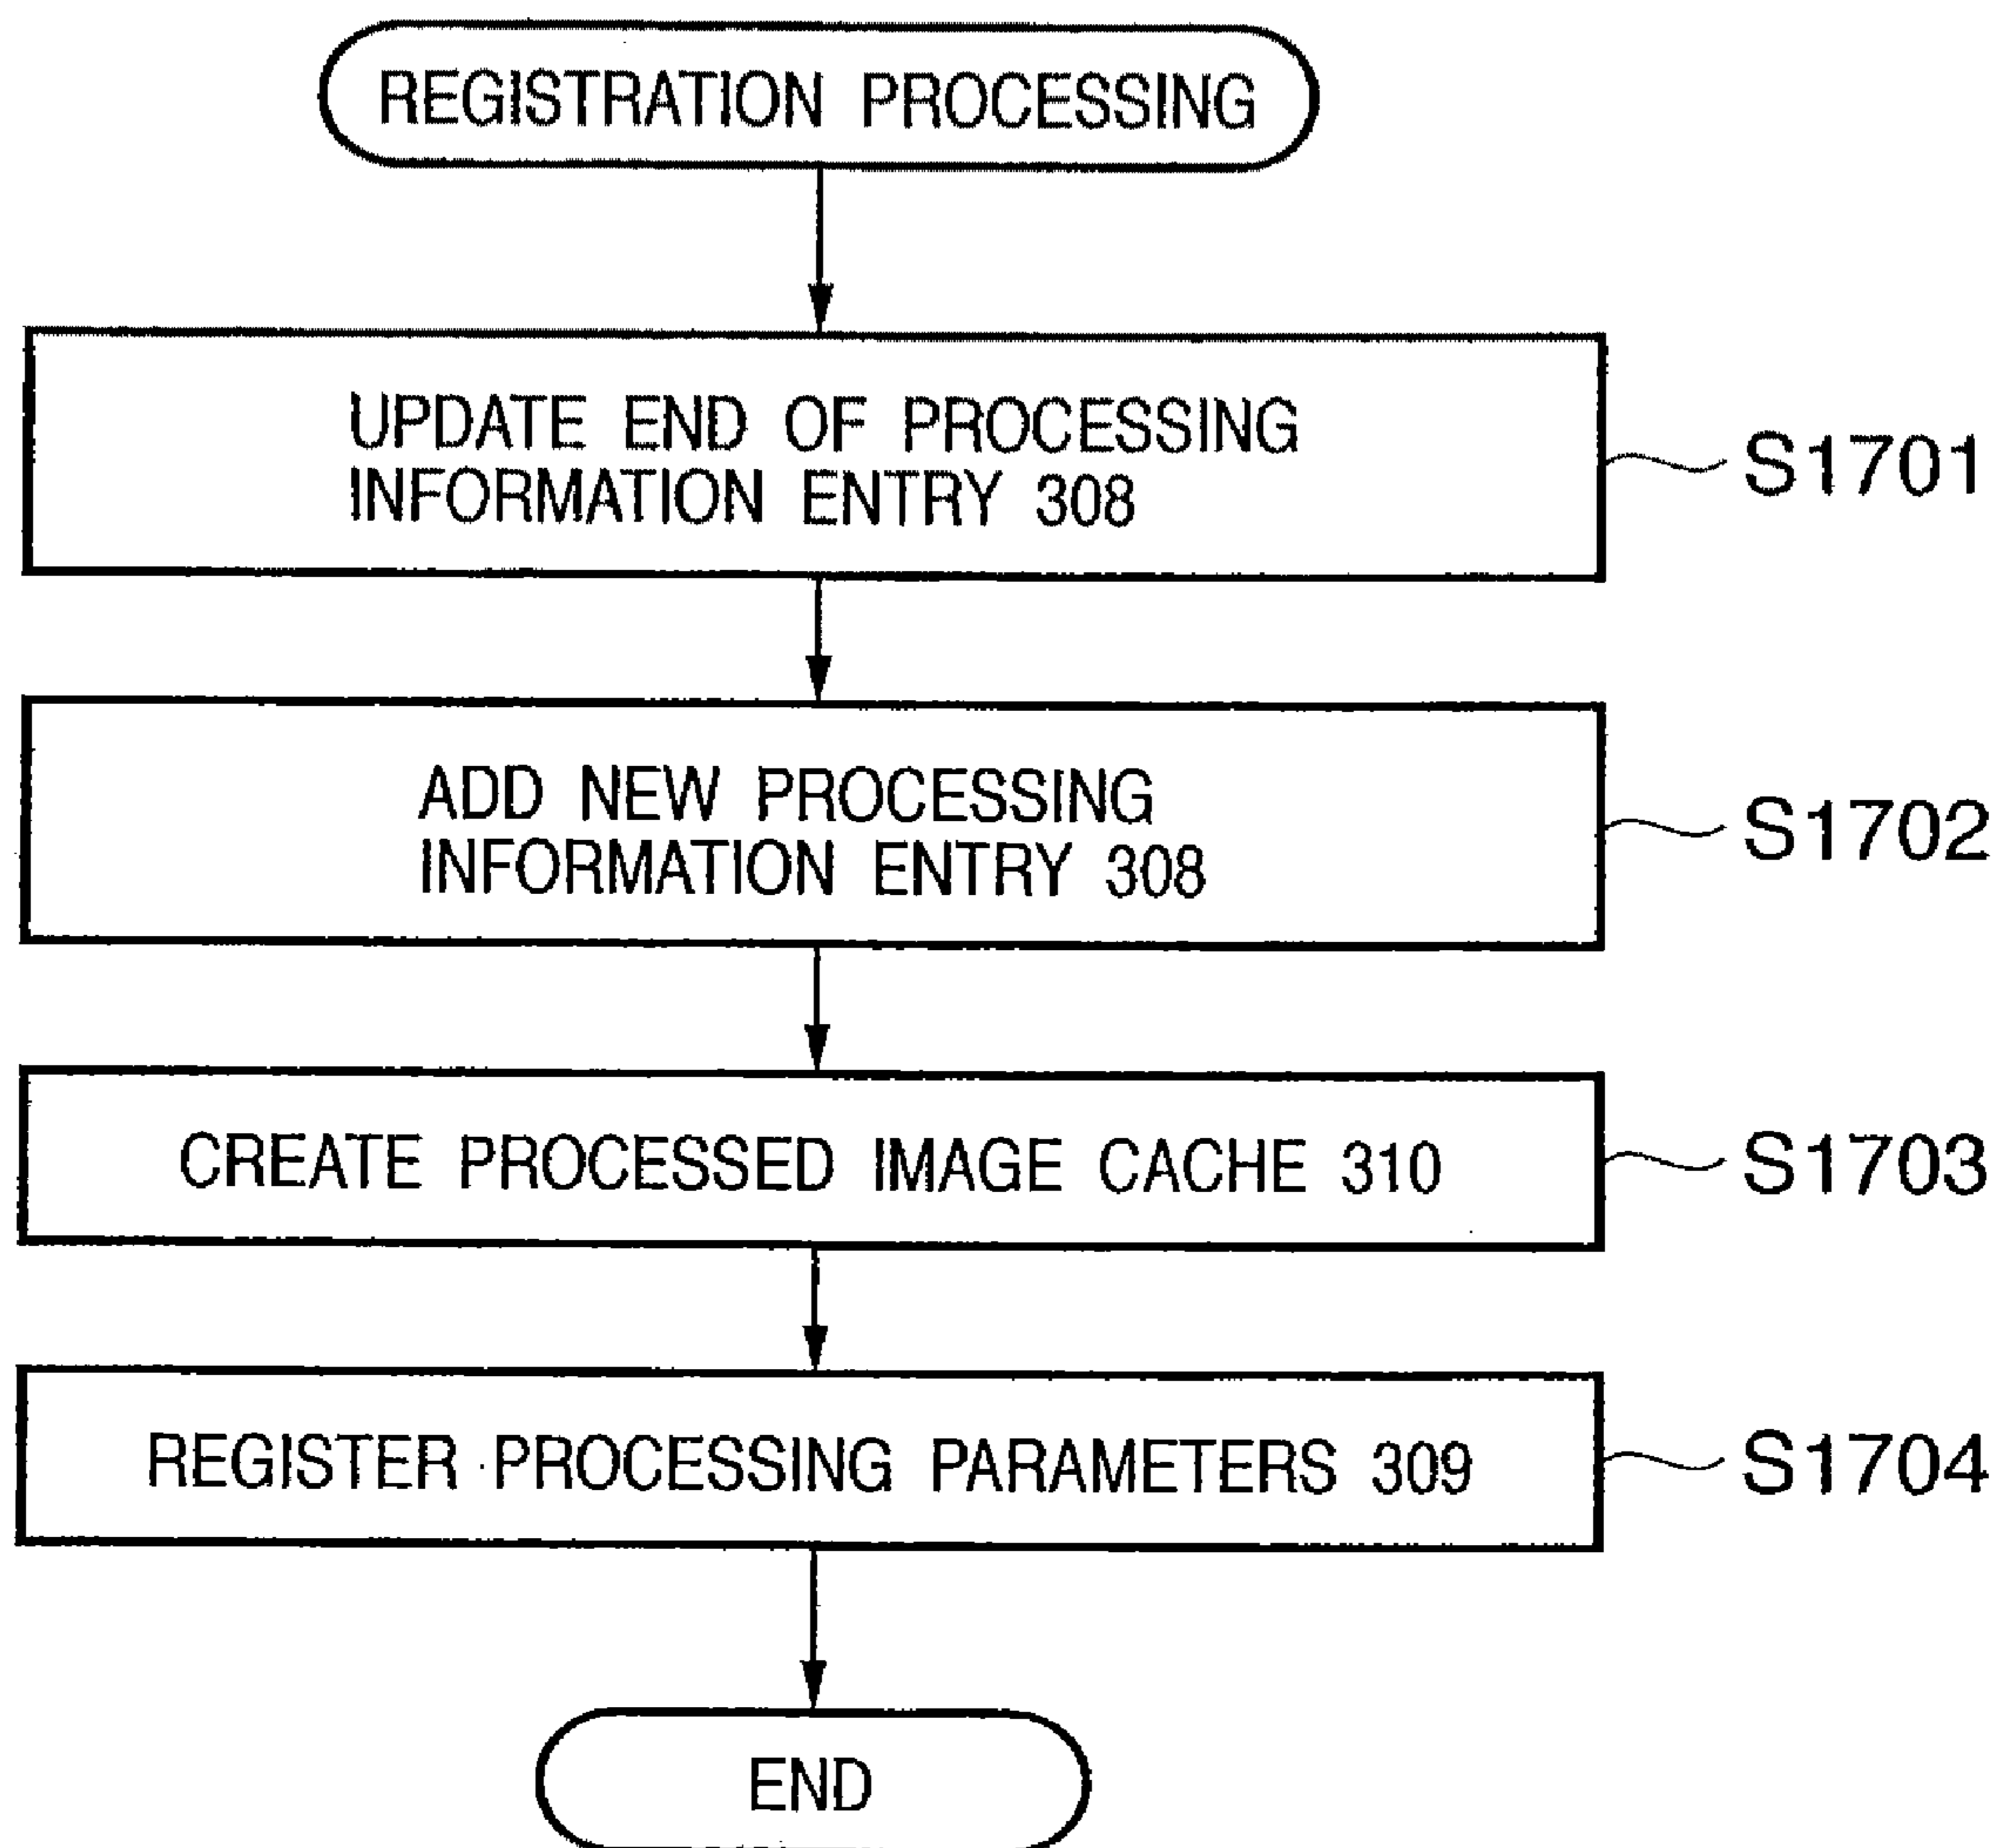 REGISTRATION PROCESSING
UPDATE END OF PROCESSING
INFORMATION ENTRY 308
S1701
ADD NEW PROCESSING
INFORMATION ENTRY 308
S1702
CREATE PROCESSED IMAGE CACHE 310
S1703
REGISTER PROCESSING PARAMETERS 309
S1704
END